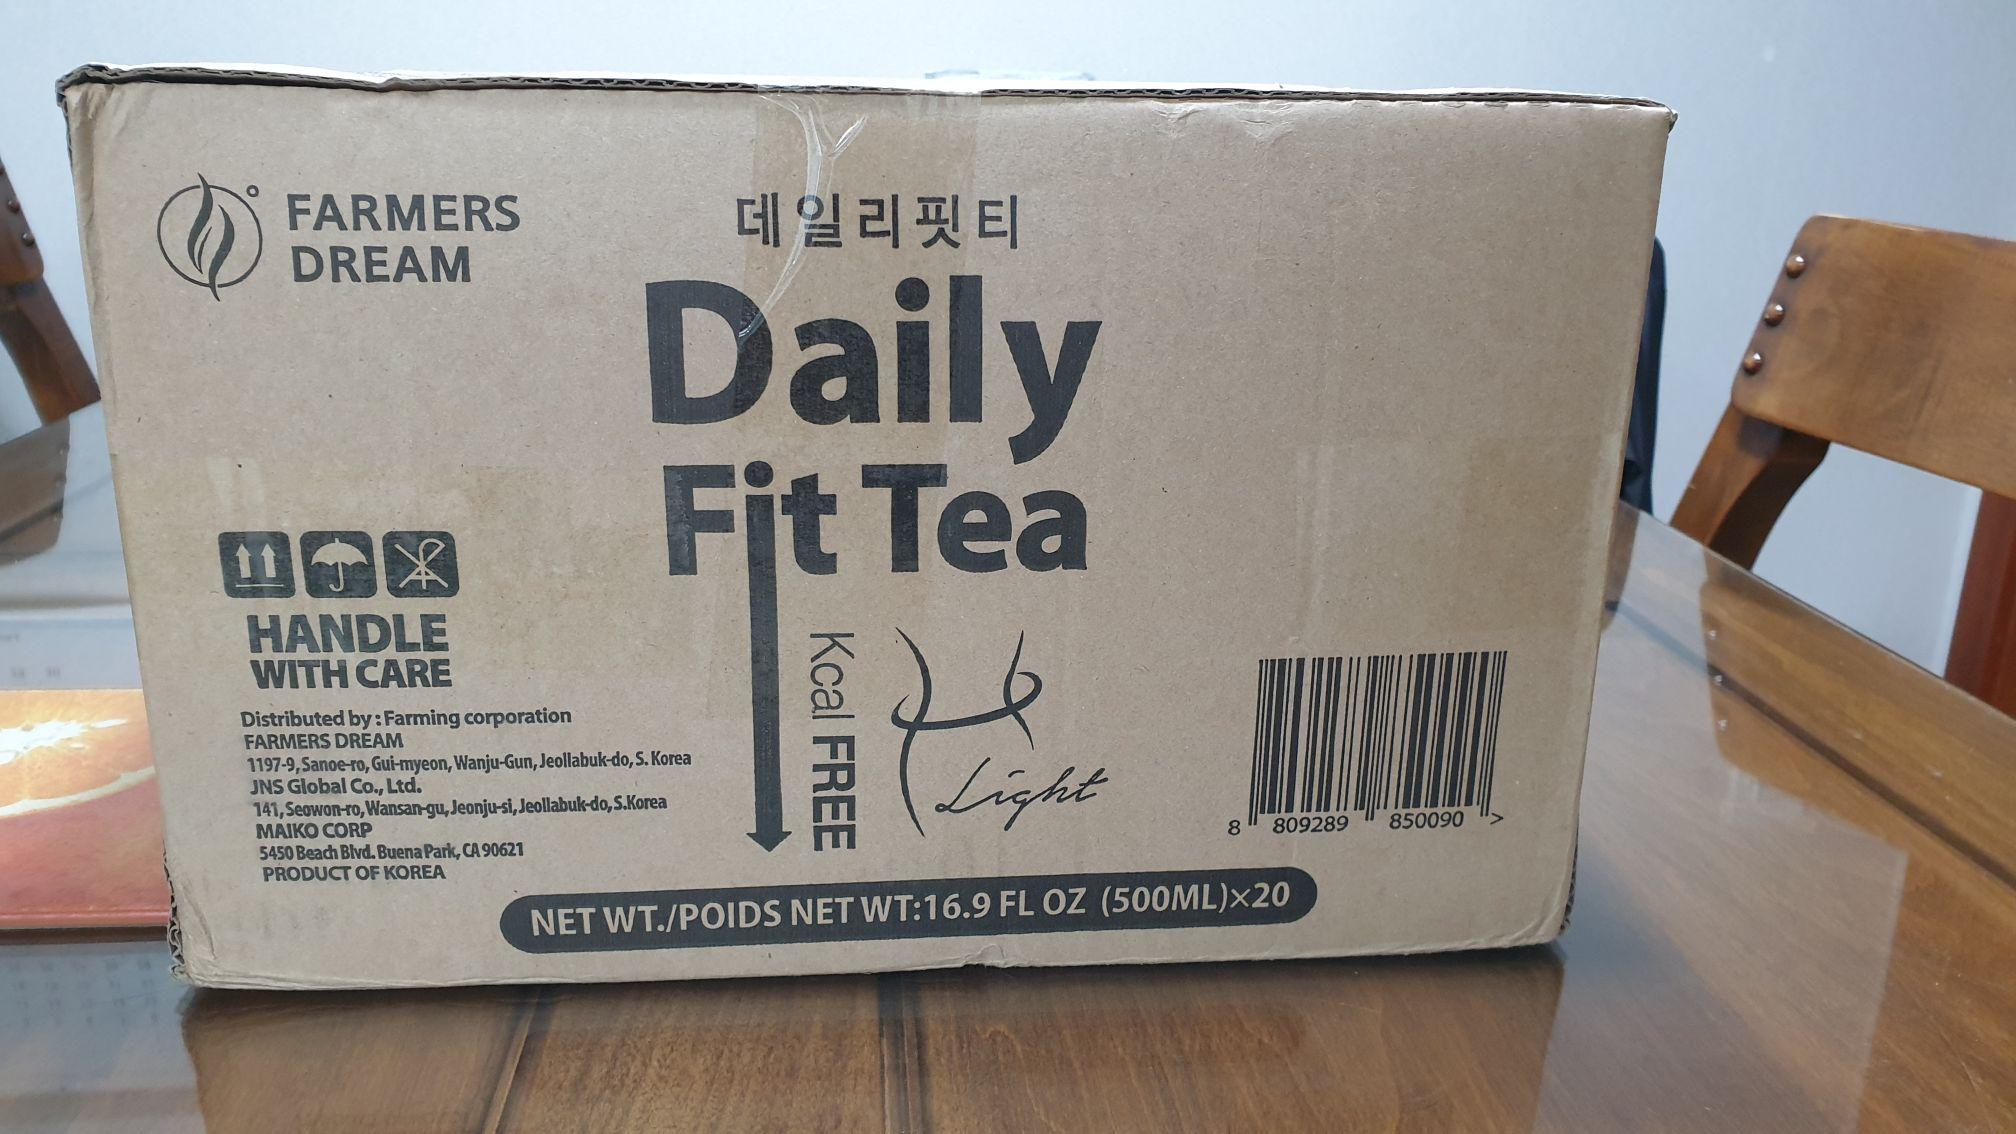 FARMERS
DREAM
데일리핏티
Daily
Fit Tea
Kcal FREE
Light
HANDLE
WITH CARE
Distributed by : Farming corporation
FARMERS DREAM
1197-9, Sanoe-ro, Gui-myeon, Wanju-Gun, Jeollabuk-do, S. Korea
JNS Global Co., Ltd.
141, Seowon-ro, Wansan-gu, Jeonju-si, Jeollabuk-do, S.Korea
MAIKO CORP
5450 Beach Blvd. Buena Park, CA 90621
PRODUCT OF KOREA
8 809289 850090 >
NET WT./POIDS NET WT:16.9 FL OZ (500ML)×20